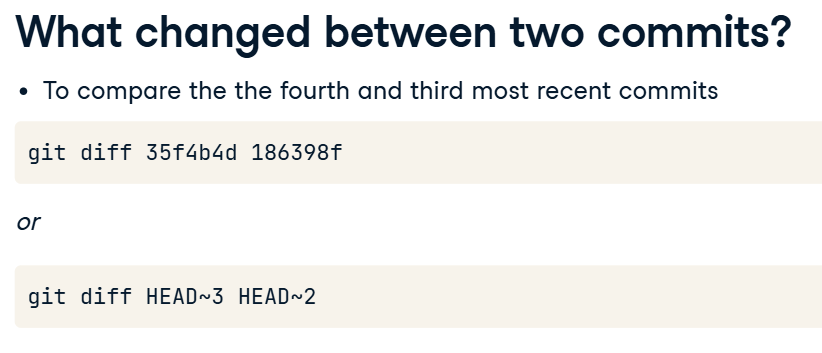 What changed between two commits?
• To compare the the fourth and third most recent commits
git diff 35f4b4d 186398f
or
git diff HEAD~3 HEAD~2